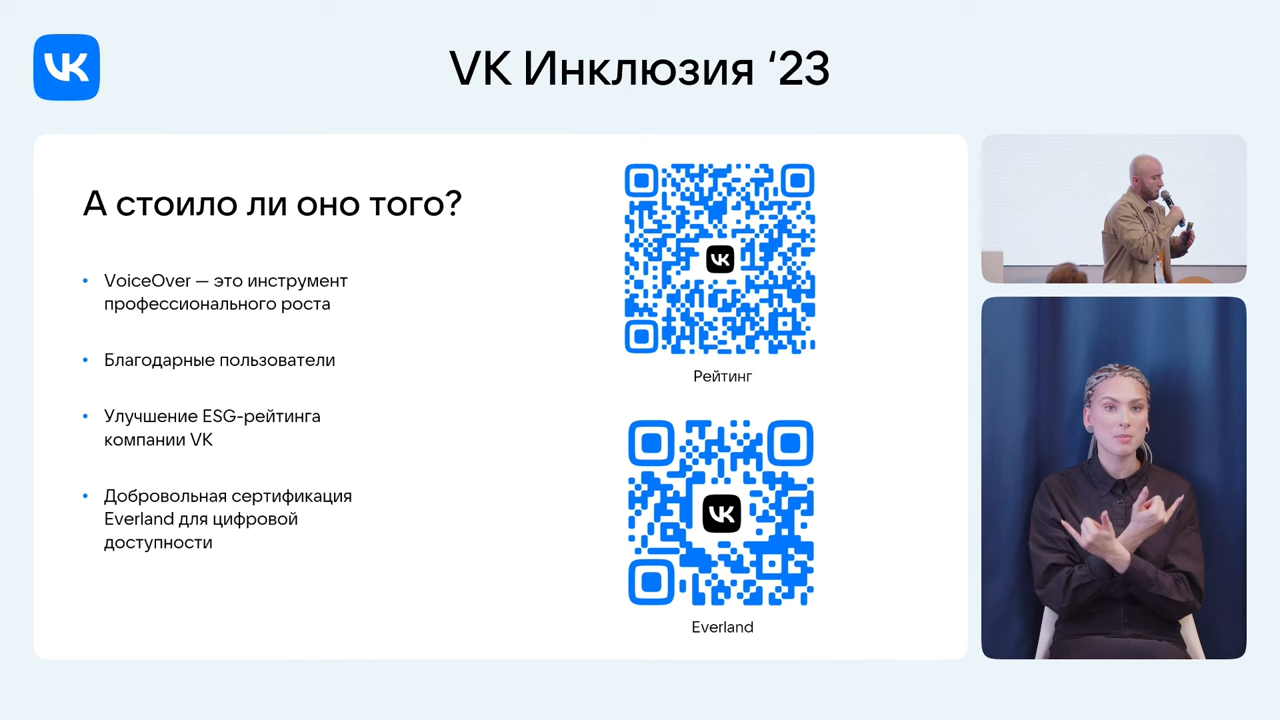 VK Инклюзия ‘23
А стоило ли оно того?
• VoiceOver — это инструмент
профессионального роста
• Благодарные пользователи
• Улучшение ESG-рейтинга
компании VK
• Добровольная сертификация
Everland для цифровой
доступности
Рейтинг
Everland